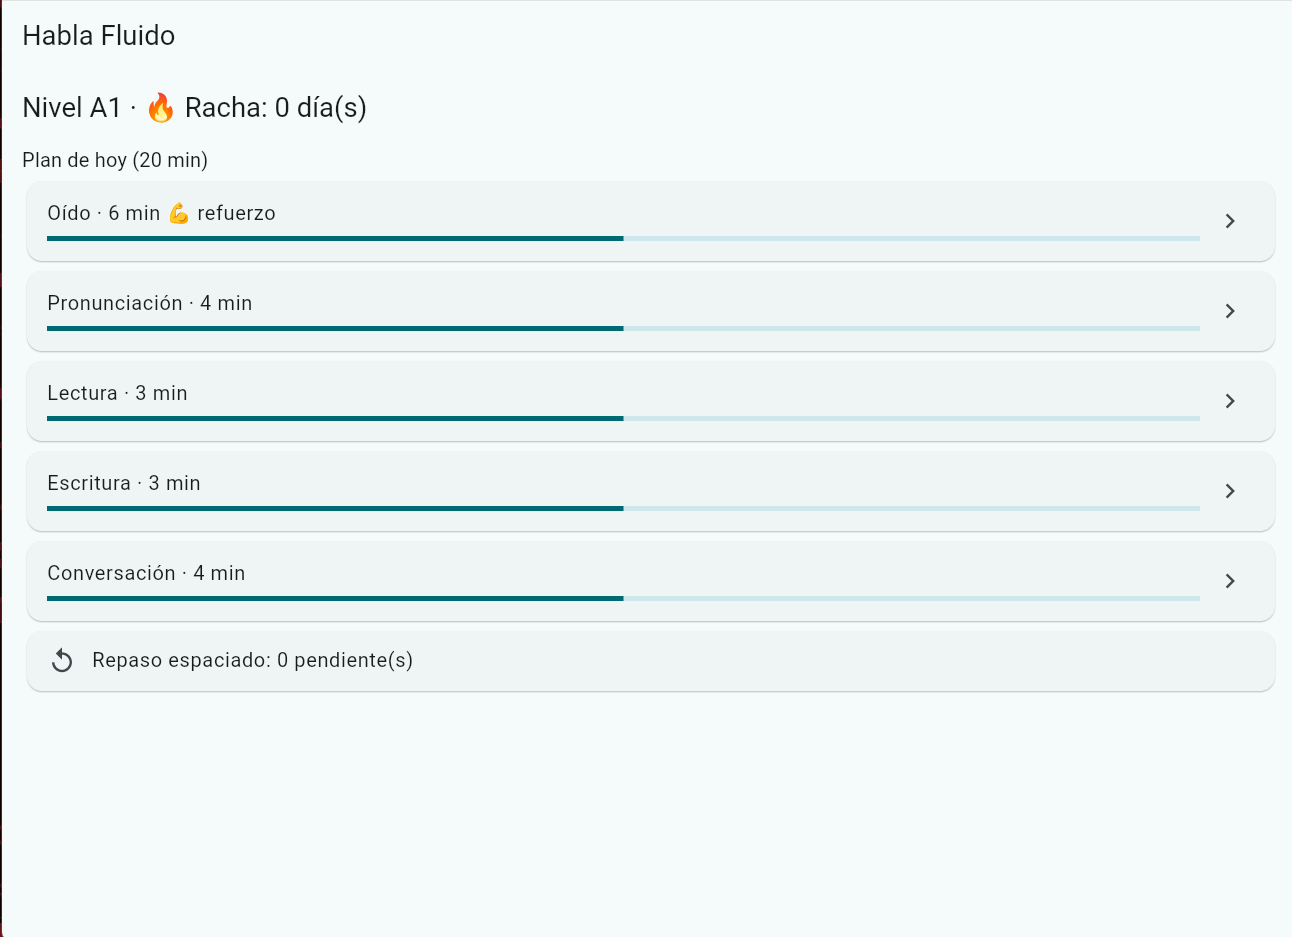 Habla Fluido
Nivel A1 · 🔥 Racha: 0 día(s)
Plan de hoy (20 min)
Oído · 6 min 💪 refuerzo
Pronunciación · 4 min
Lectura · 3 min
Escritura · 3 min
Conversación · 4 min
Repaso espaciado: 0 pendiente(s)